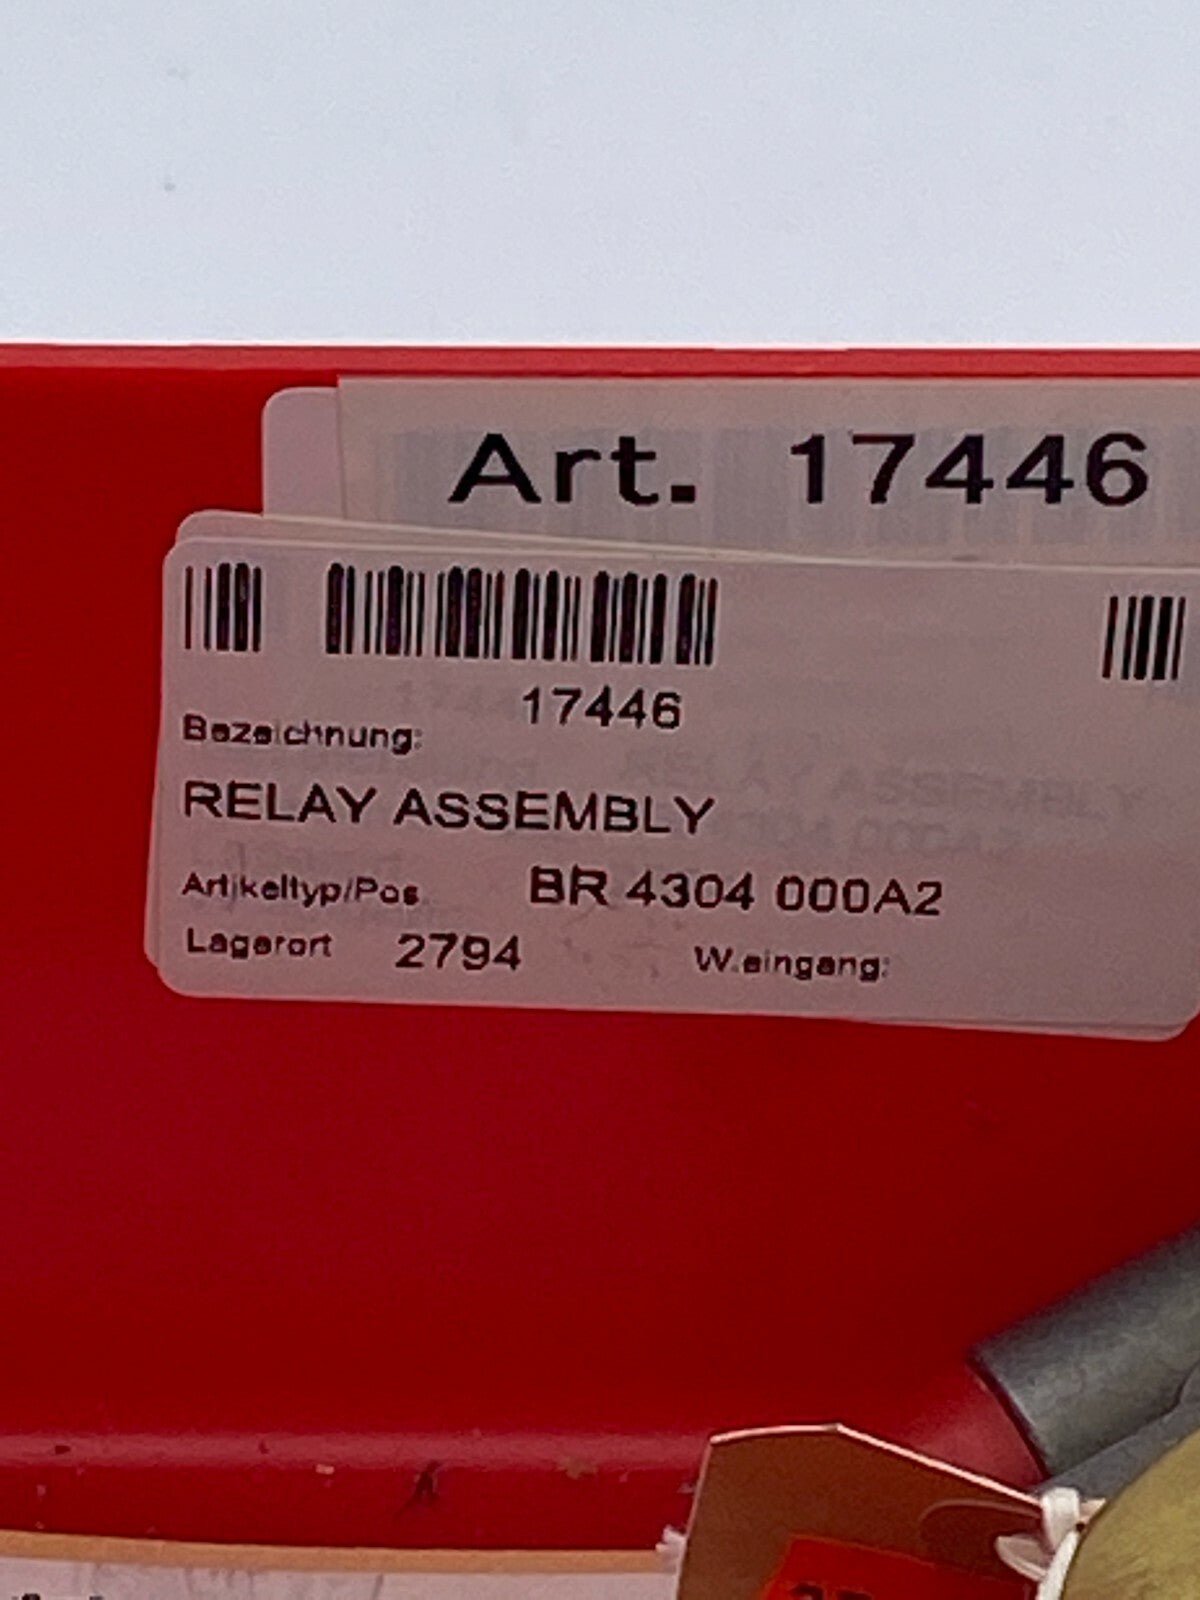 Art. 17446
17446
Bezeichnung:
RELAY ASSEMBLY
Artikeltyp/Pos. BR 4304 000A2
Lagerort 2794 W.eingang: